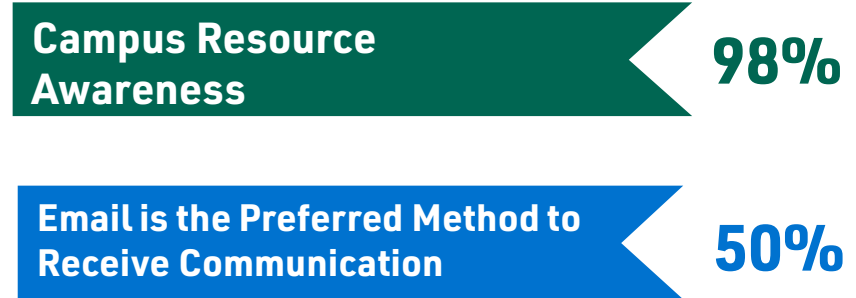 Campus Resource
Awareness
98%
Email is the Preferred Method to
Receive Communication
50%